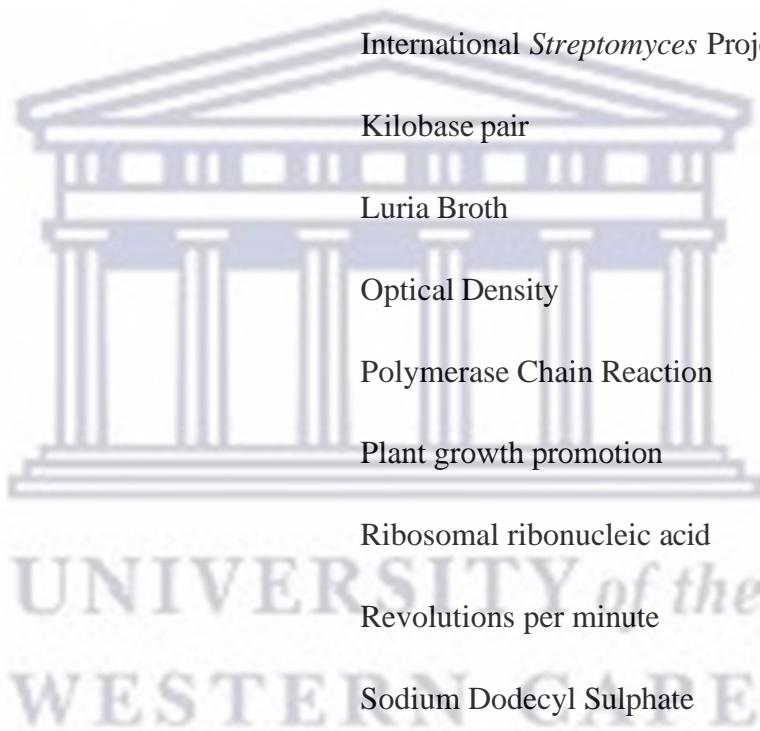 International Streptomyces
Kilobase pair
Luria Broth
Optical Density
Polymerase Chain Reaction
Plant growth promotion
Ribosomal ribonucleic acid
UNIVERSITY of the
Revolutions per minute
WESTERN CAPE
Sodium Dodecyl Sulphate